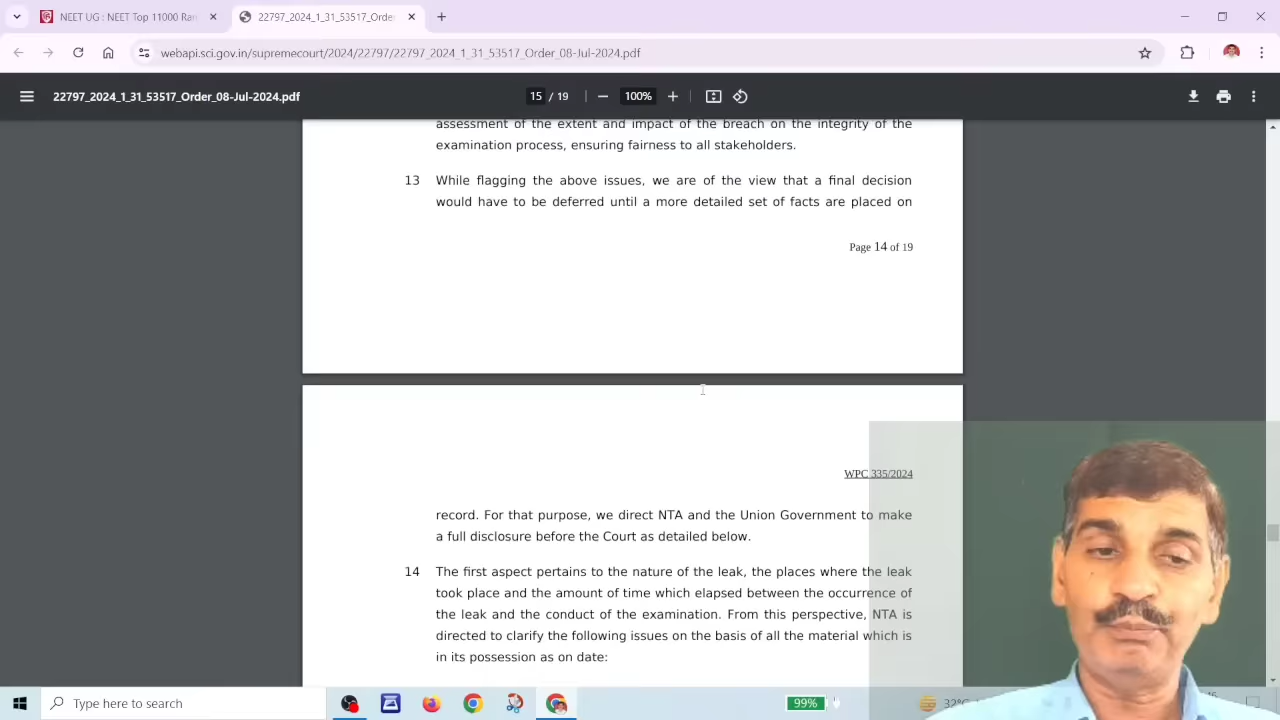 NEET UG : NEET Top 11000 Ra
22797_2024_1_31_53517_Order_0
webapi.sci.gov.in/supremecourt/2024/22797/22797_2024_1_31_53517_Order_08-Jul-2024.pdf
22797_2024_1_31_53517_Order_08-Jul-2024.pdf
15 / 19
100%
assessment of the extent and impact of the breach on the integrity of the
examination process, ensuring fairness to all stakeholders.
13 While flagging the above issues, we are of the view that a final decision
would have to be deferred until a more detailed set of facts are placed on
Page 14 of 19
WPC 335/2024
record. For that purpose, we direct NTA and the Union Government to make
a full disclosure before the Court as detailed below.
14 The first aspect pertains to the nature of the leak, the places where the leak
took place and the amount of time which elapsed between the occurrence of
the leak and the conduct of the examination. From this perspective, NTA is
directed to clarify the following issues on the basis of all the material which is
in its possession as on date:
Type here to search
99%
32°C